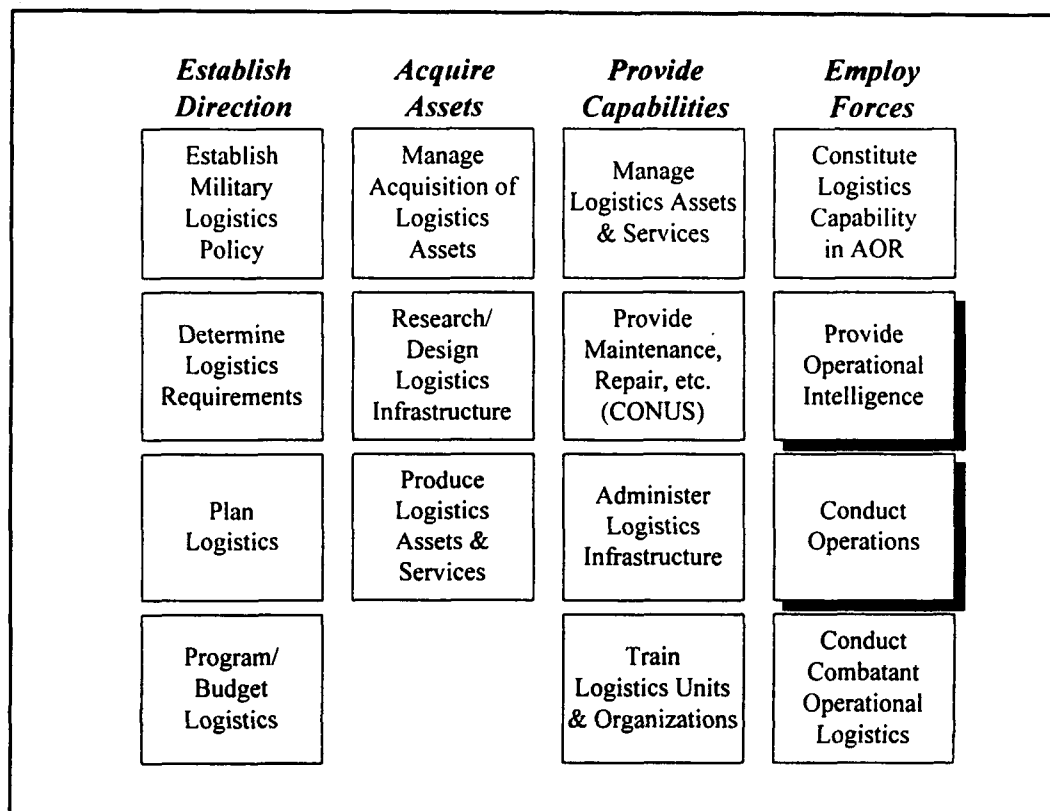 Establish
Direction
Establish
Military
Logistics
Policy
Determine
Logistics
Requirements
Plan
Logistics
Program/
Budget
Logistics
Acquire
Assets
Manage
Acquisition of
Logistics
Assets
Research/
Design
Logistics
Infrastructure
Produce
Logistics
Assets &
Services
Provide
Capabilities
Manage
Logistics Assets
& Services
Provide
Maintenance,
Repair, etc.
(CONUS)
Administer
Logistics
Infrastructure
Train
Logistics Units
& Organizations
Employ
Forces
Constitute
Logistics
Capability
in AOR
Provide
Operational
Intelligence
Conduct
Operations
Conduct
Combatant
Operational
Logistics